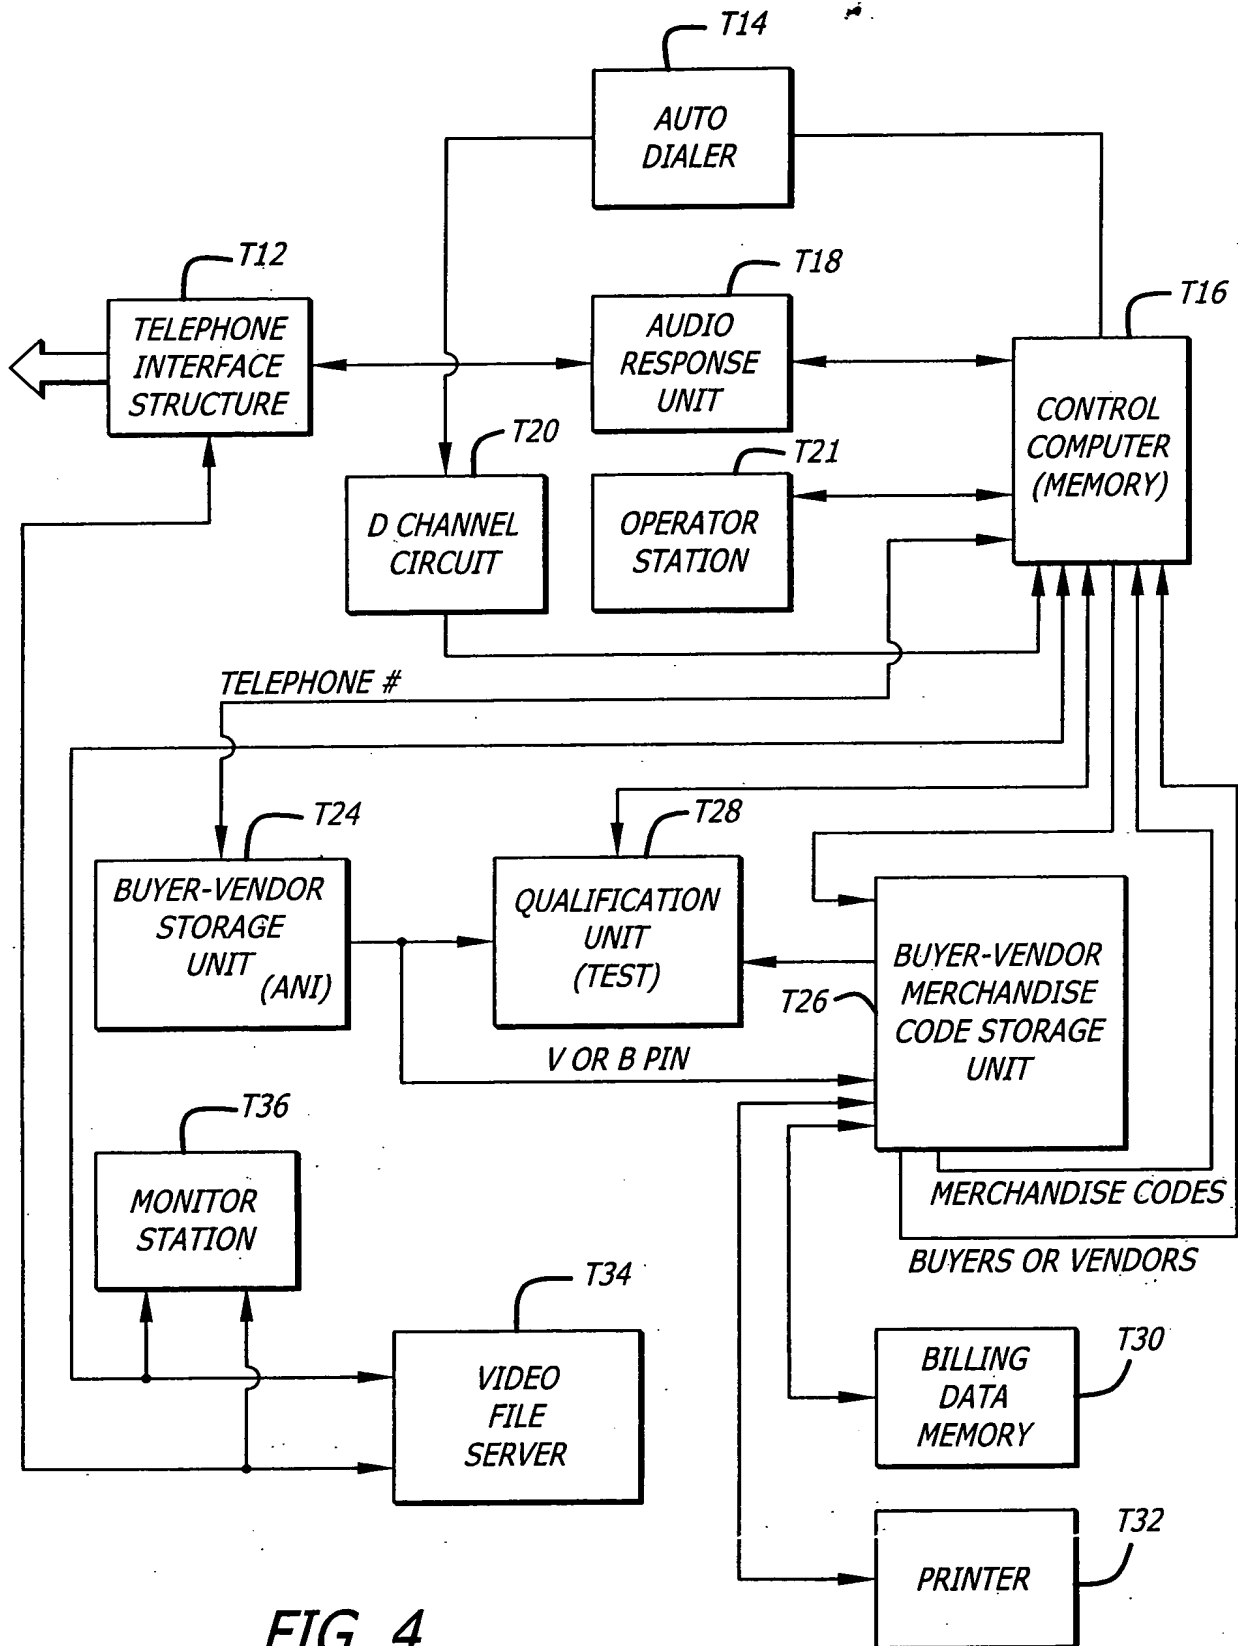 T14
AUTO
DIALER
T12
TELEPHONE
INTERFACE
STRUCTURE
T18
AUDIO
RESPONSE
UNIT
T16
CONTROL
COMPUTER
(MEMORY)
T20
D CHANNEL
CIRCUIT
T21
OPERATOR
STATION
TELEPHONE #
T24
BUYER-VENDOR
STORAGE
UNIT
(ANI)
T28
QUALIFICATION
UNIT
(TEST)
T26
BUYER-VENDOR
MERCHANDISE
CODE STORAGE
UNIT
V OR B PIN
MERCHANDISE CODES
BUYERS OR VENDORS
T36
MONITOR
STATION
T34
VIDEO
FILE
SERVER
T30
BILLING
DATA
MEMORY
T32
PRINTER
FIG. 4